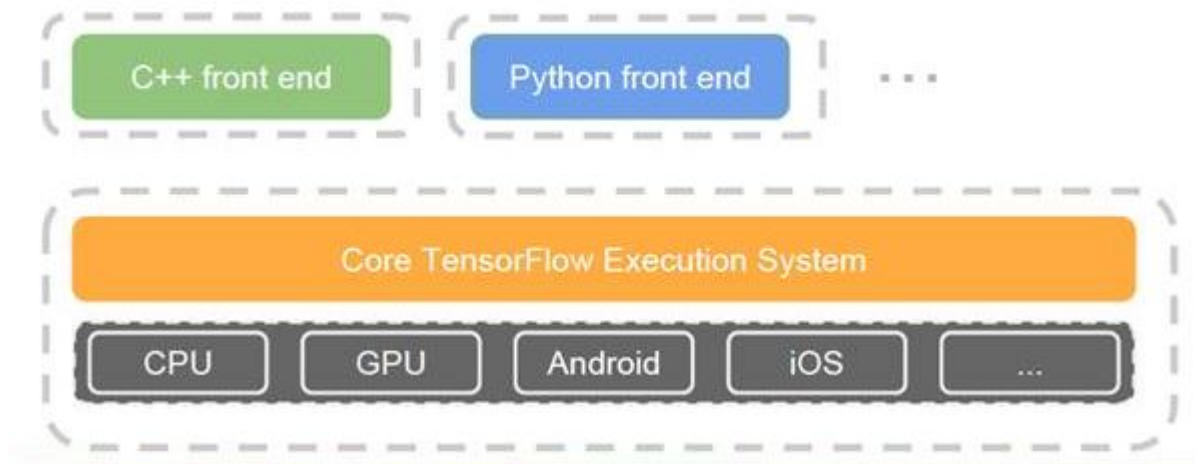 C++ front end
Python front end
...
Core TensorFlow Execution System
CPU
GPU
Android
iOS
...